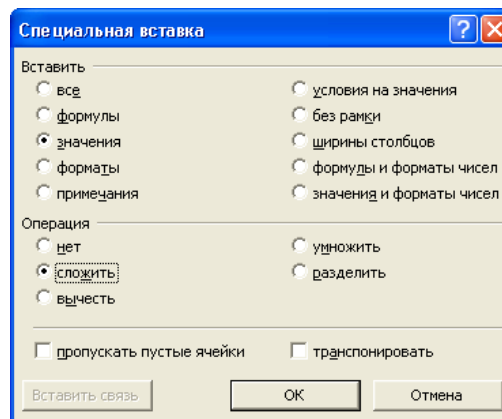 Специальная вставка
Вставить
все
условия на значения
формулы
без рамки
значения
ширины столбцов
форматы
формулы и форматы чисел
примечания
значения и форматы чисел
Операция
нет
умножить
сложить
разделить
вычесть
пропускать пустые ячейки
транспонировать
Вставить связь
ОК
Отмена